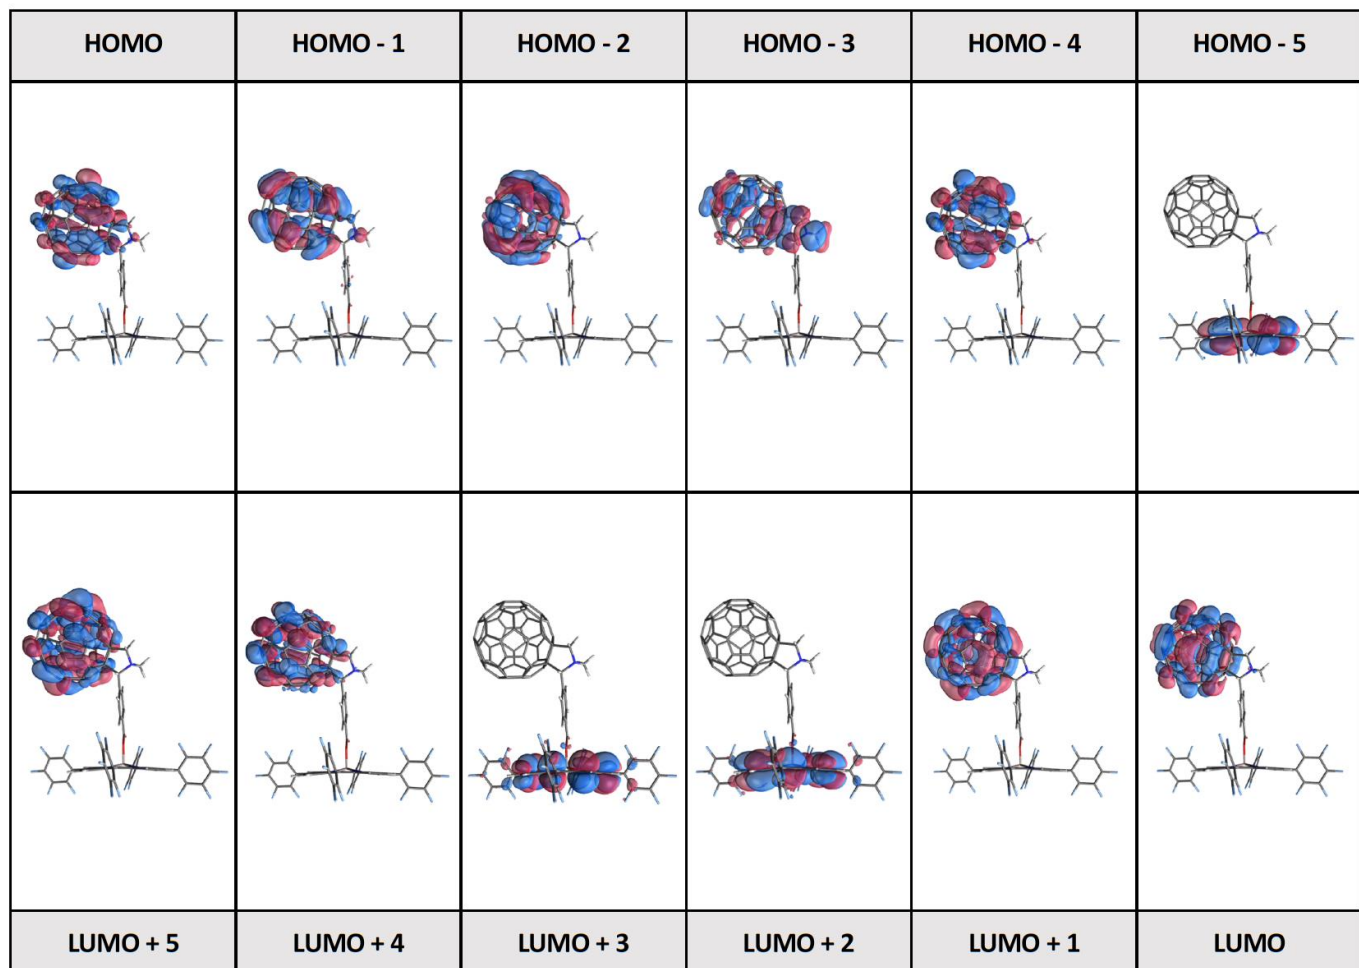 HOMO
HOMO - 1
HOMO - 2
HOMO - 3
HOMO - 4
HOMO - 5
LUMO + 5
LUMO + 4
LUMO + 3
LUMO + 2
LUMO + 1
LUMO